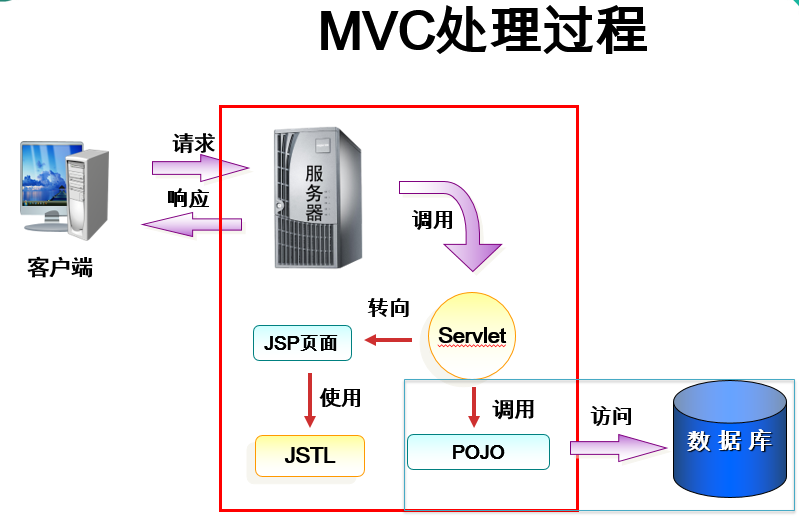 MVC处理过程
请求
服务器
响应
调用
客户端
转向
Servlet
JSP页面
使用
调用
访问
数据库
JSTL
POJO